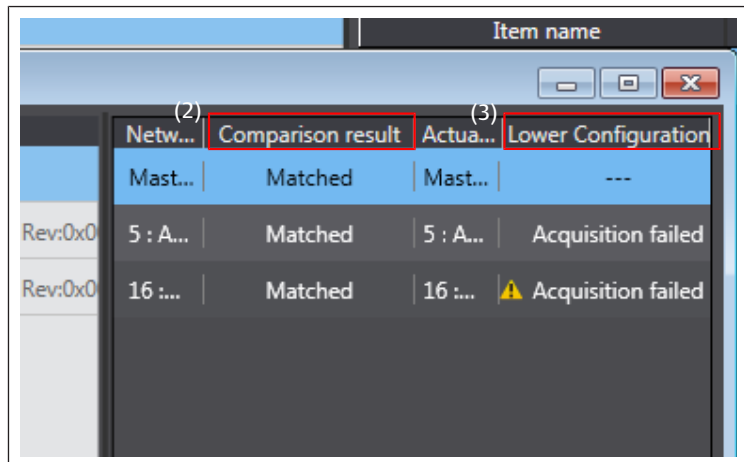 Item name
(2) (3)
Netw... Comparison result Actua... Lower Configuration
Mast... Matched Mast... ---
Rev:0x0 5 : A... Matched 5 : A... Acquisition failed
Rev:0x0 16 :... Matched 16 :... Acquisition failed